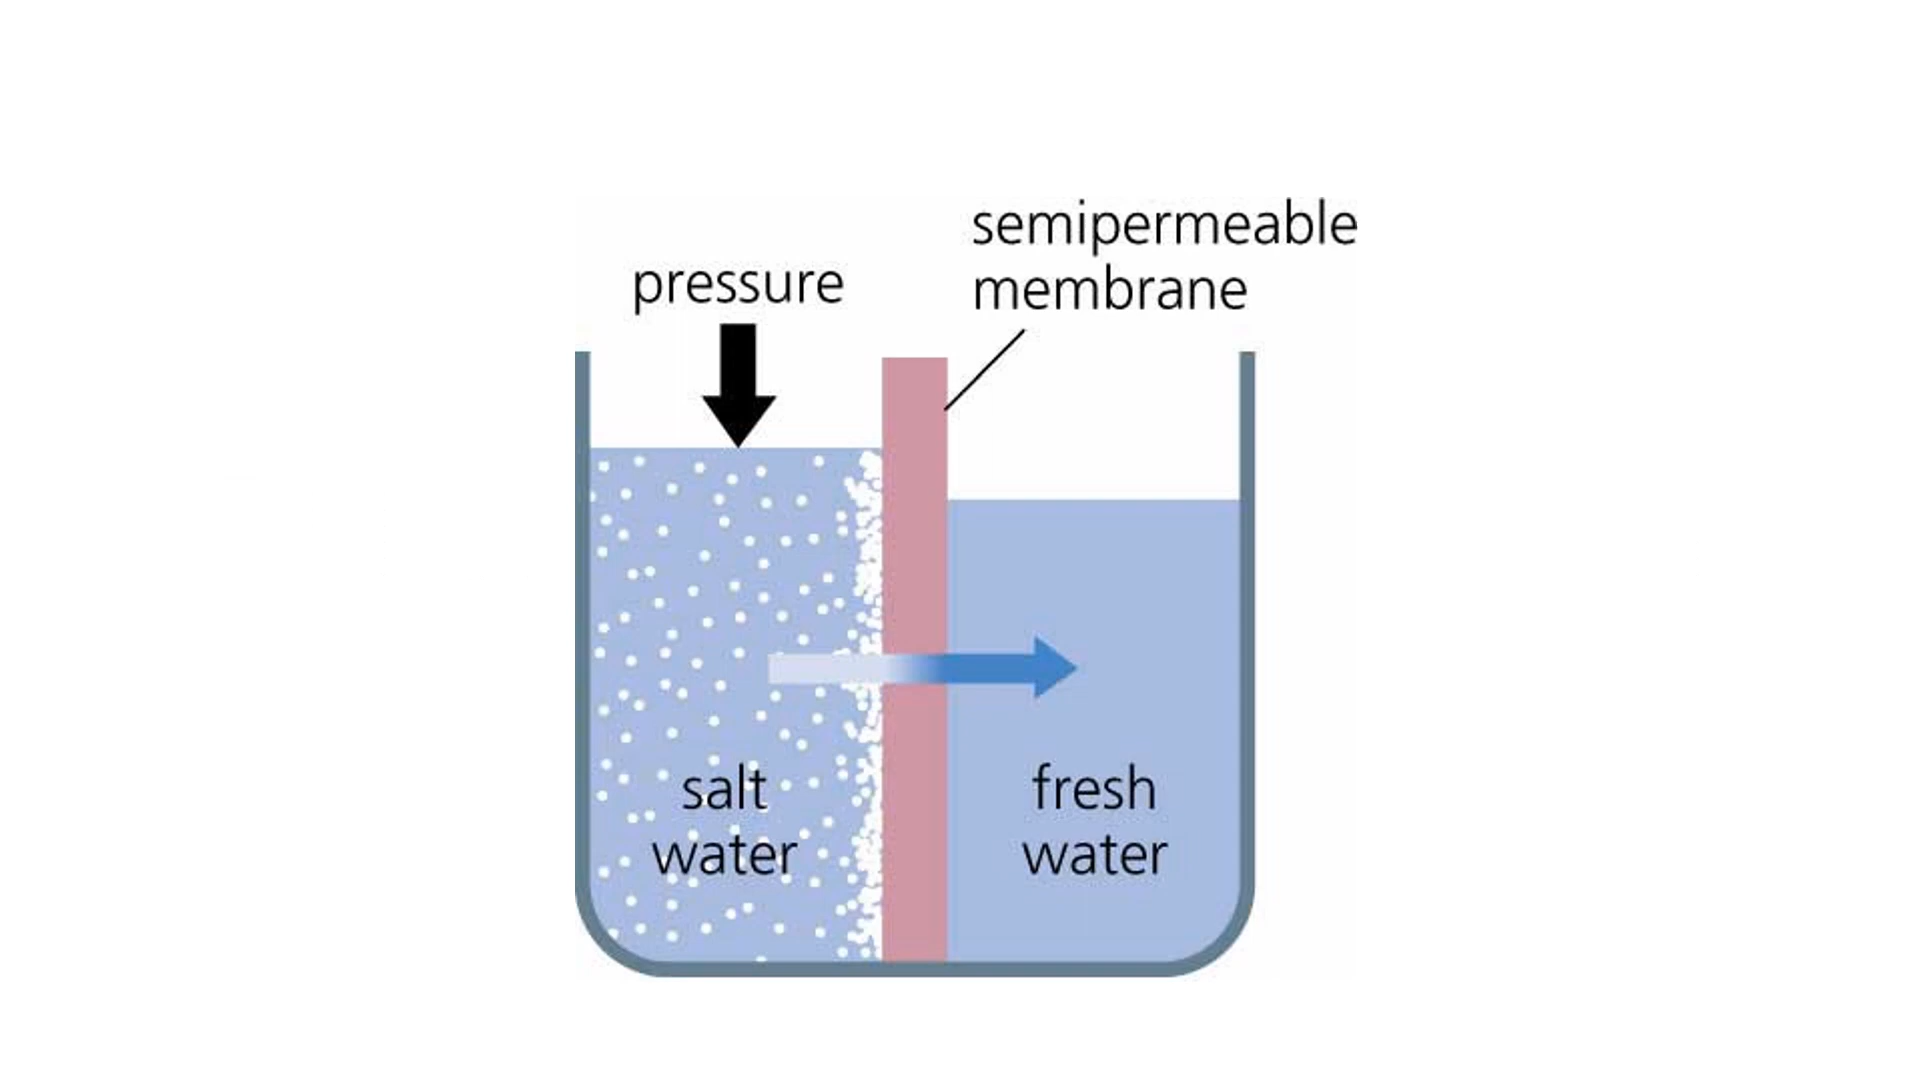 semipermeable
membrane
pressure
salt
water
fresh
water